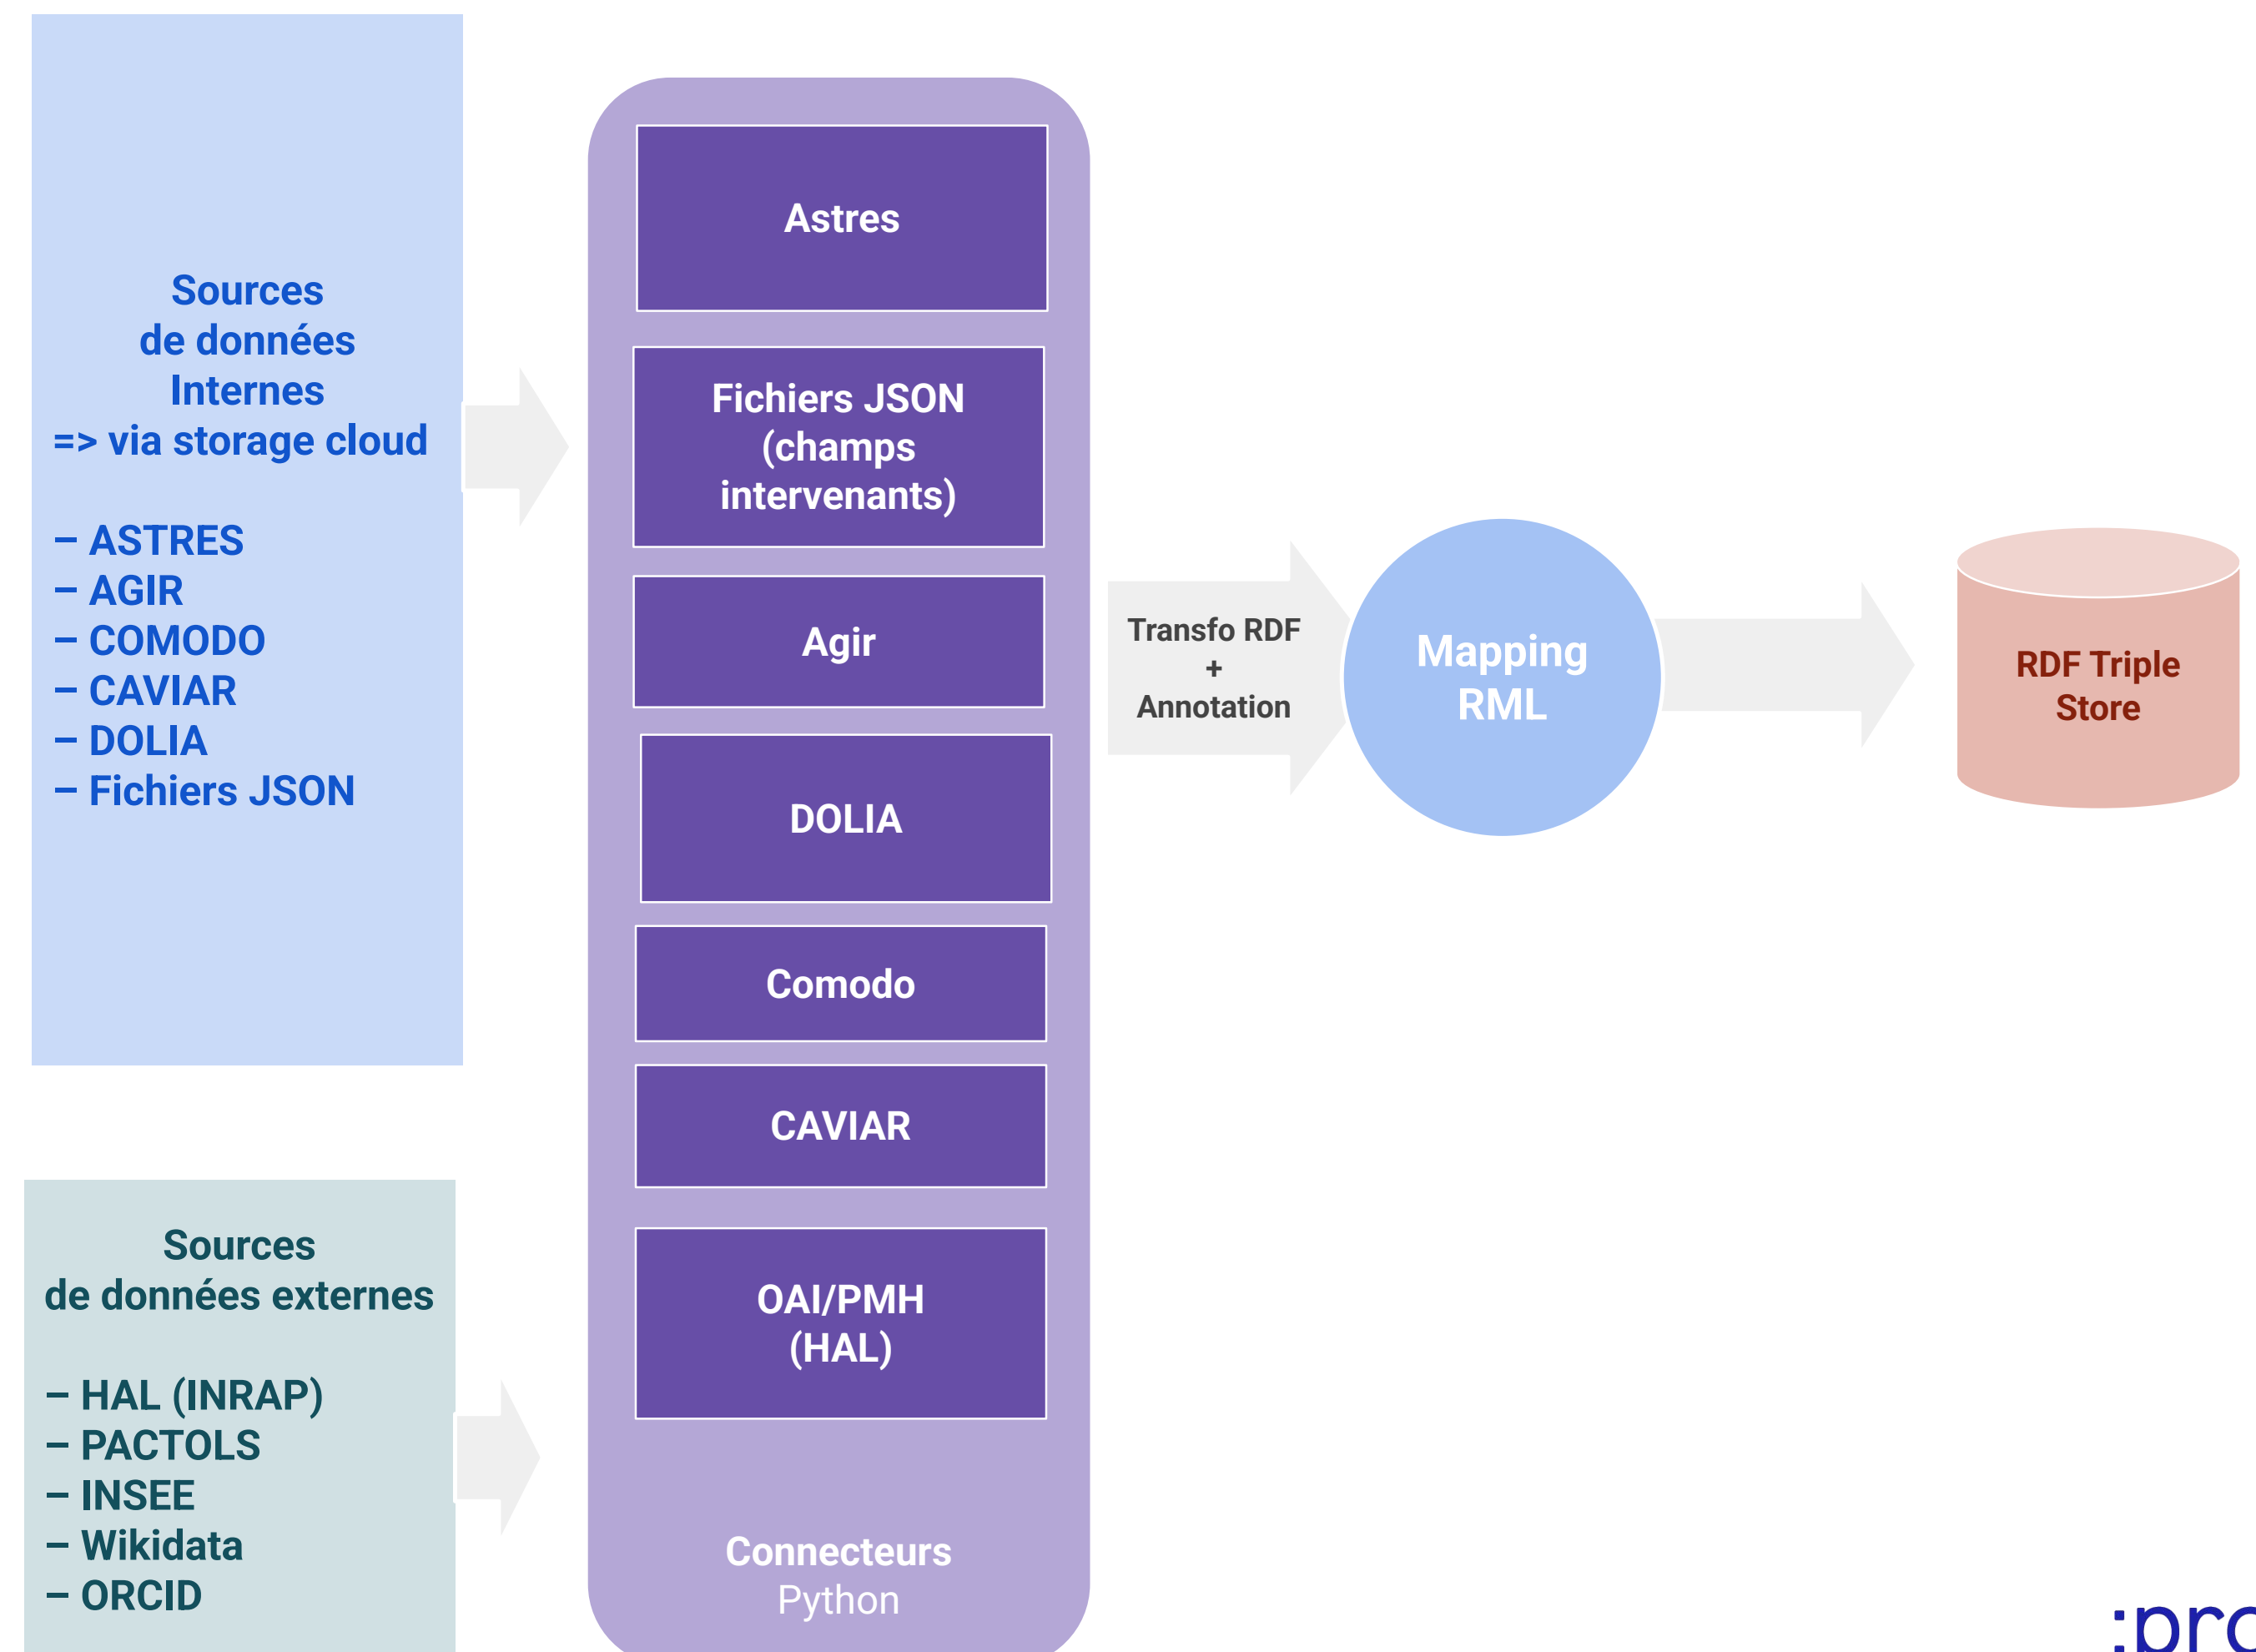 Sources
de données
Internes
=> via storage cloud
– ASTRES
– AGIR
– COMODO
– CAVIAR
– DOLIA
– Fichiers JSON
Sources
de données externes
– HAL (INRAP)
– PACTOLS
– INSEE
– Wikidata
– ORCID
Astres
Fichiers JSON
(champs
intervenants)
Agir
DOLIA
Comodo
CAVIAR
OAI/PMH
(HAL)
Connecteurs
Python
Transfo RDF
+
Annotation
Mapping
RML
RDF Triple
Store